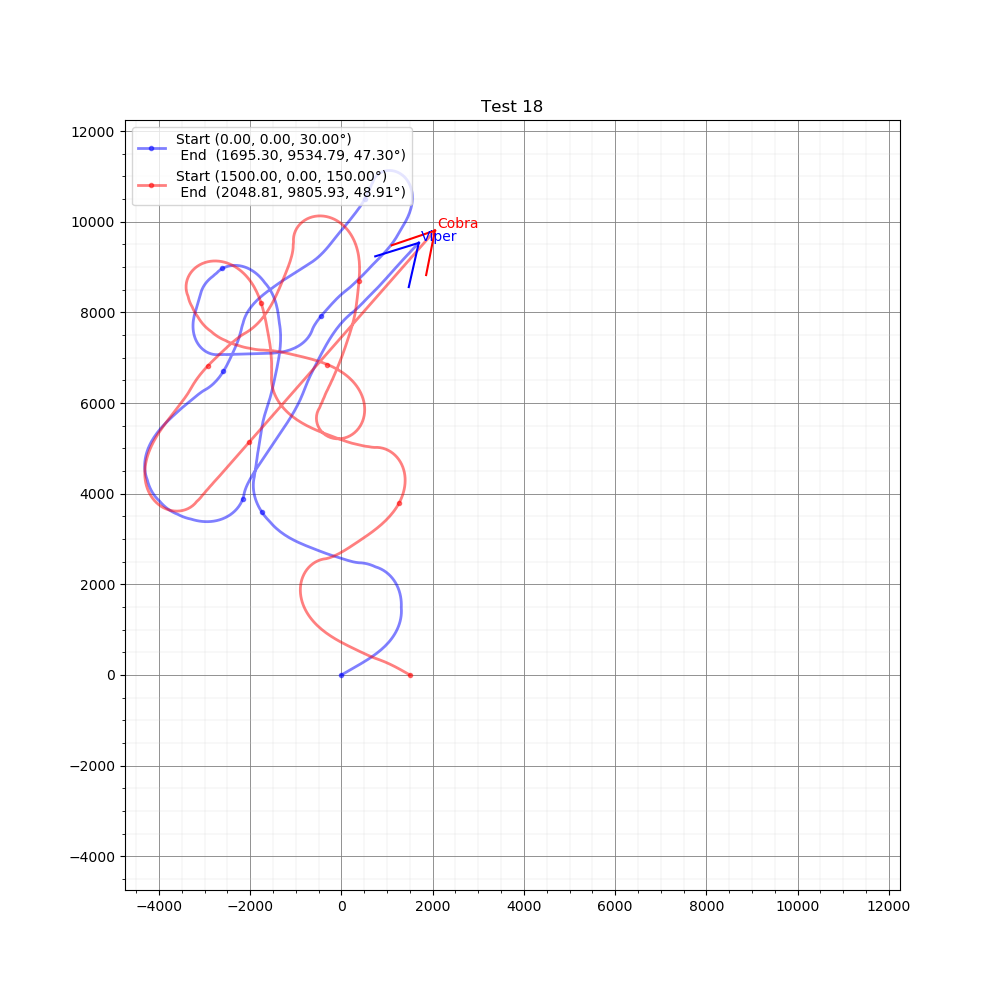 Test 18
Start (0.00, 0.00, 30.00°)
End (1695.30, 9534.79, 47.30°)
Start (1500.00, 0.00, 150.00°)
End (2048.81, 9805.93, 48.91°)
Cobra
Viper
12000
10000
8000
6000
4000
2000
0
−2000
−4000
−4000 −2000 0 2000 4000 6000 8000 10000 12000